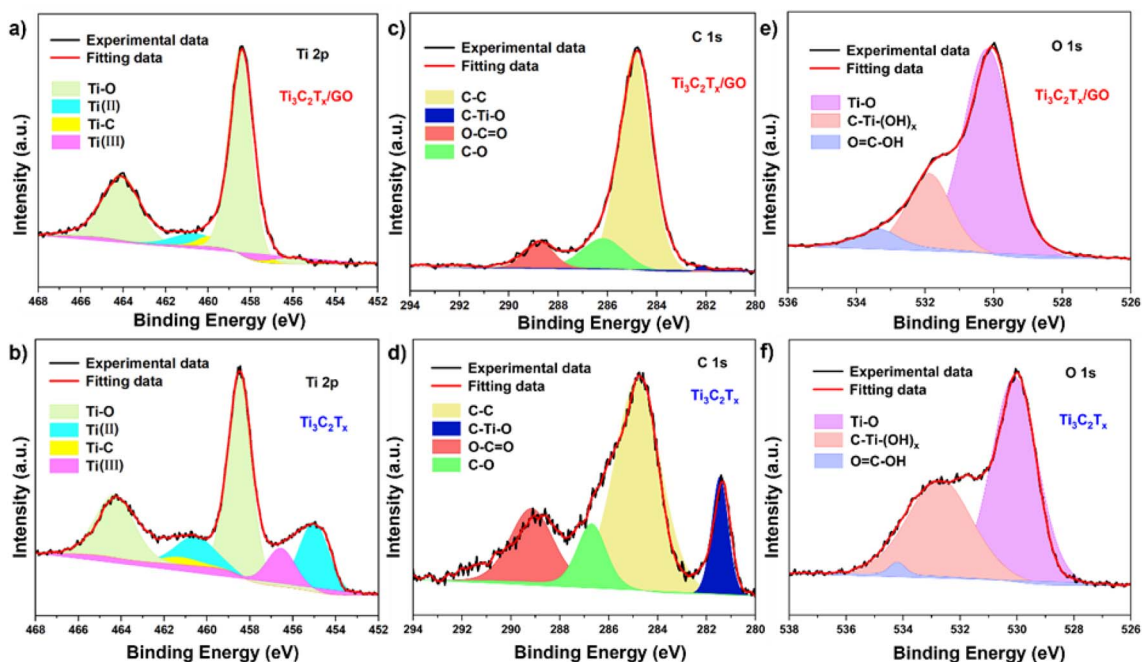 a)
Experimental data
Fitting data
Ti 2p
Ti-O
Ti(II)
Ti-C
Ti(III)
Ti₃C₂Tₓ/GO
Intensity (a.u.)
468 466 464 462 460 458 456 454 452
Binding Energy (eV)
c)
Experimental data
Fitting data
C 1s
C-C
C-Ti-O
O-C=O
C-O
Ti₃C₂Tₓ/GO
Intensity (a.u.)
294 292 290 288 286 284 282 280
Binding Energy (eV)
e)
Experimental data
Fitting data
O 1s
Ti-O
C-Ti-(OH)ₓ
O=C-OH
Ti₃C₂Tₓ/GO
Intensity (a.u.)
536 534 532 530 528 526
Binding Energy (eV)
b)
Experimental data
Fitting data
Ti 2p
Ti-O
Ti(II)
Ti-C
Ti(III)
Ti₃C₂Tₓ
Intensity (a.u.)
468 466 464 462 460 458 456 454 452
Binding Energy (eV)
d)
Experimental data
Fitting data
C 1s
C-C
C-Ti-O
O-C=O
C-O
Ti₃C₂Tₓ
Intensity (a.u.)
294 292 290 288 286 284 282 280
Binding Energy (eV)
f)
Experimental data
Fitting data
O 1s
Ti-O
C-Ti-(OH)ₓ
O=C-OH
Ti₃C₂Tₓ
Intensity (a.u.)
538 536 534 532 530 528 526
Binding Energy (eV)